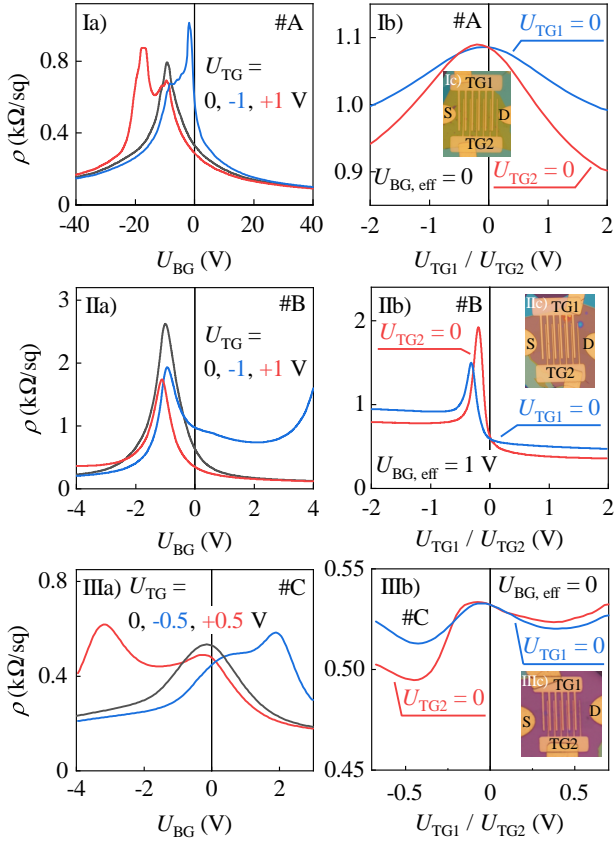 Ia) #A
U_TG =
0, -1, +1 V
ρ (kΩ/sq)
0.8
0.4
0
-40 -20 0 20 40
U_BG (V)
Ib) #A
U_TG1 = 0
Ic)
TG1
S D
TG2
U_BG, eff = 0
U_TG2 = 0
1.1
1.0
0.9
-2 -1 0 1 2
U_TG1 / U_TG2 (V)
IIa) #B
U_TG =
0, -1, +1 V
ρ (kΩ/sq)
3
2
1
0
-4 -2 0 2 4
U_BG (V)
IIb) #B
U_TG2 = 0
IIc)
TG1
S D
TG2
U_TG1 = 0
U_BG, eff = 1 V
2
1
0
-2 -1 0 1 2
U_TG1 / U_TG2 (V)
IIIa) U_TG = #C
0, -0.5, +0.5 V
ρ (kΩ/sq)
0.8
0.4
0
-4 -2 0 2
U_BG (V)
IIIb) U_BG, eff = 0
#C
U_TG1 = 0
U_TG2 = 0
IIIc)
TG1
S D
TG2
0.55
0.50
0.45
-0.5 0 0.5
U_TG1 / U_TG2 (V)